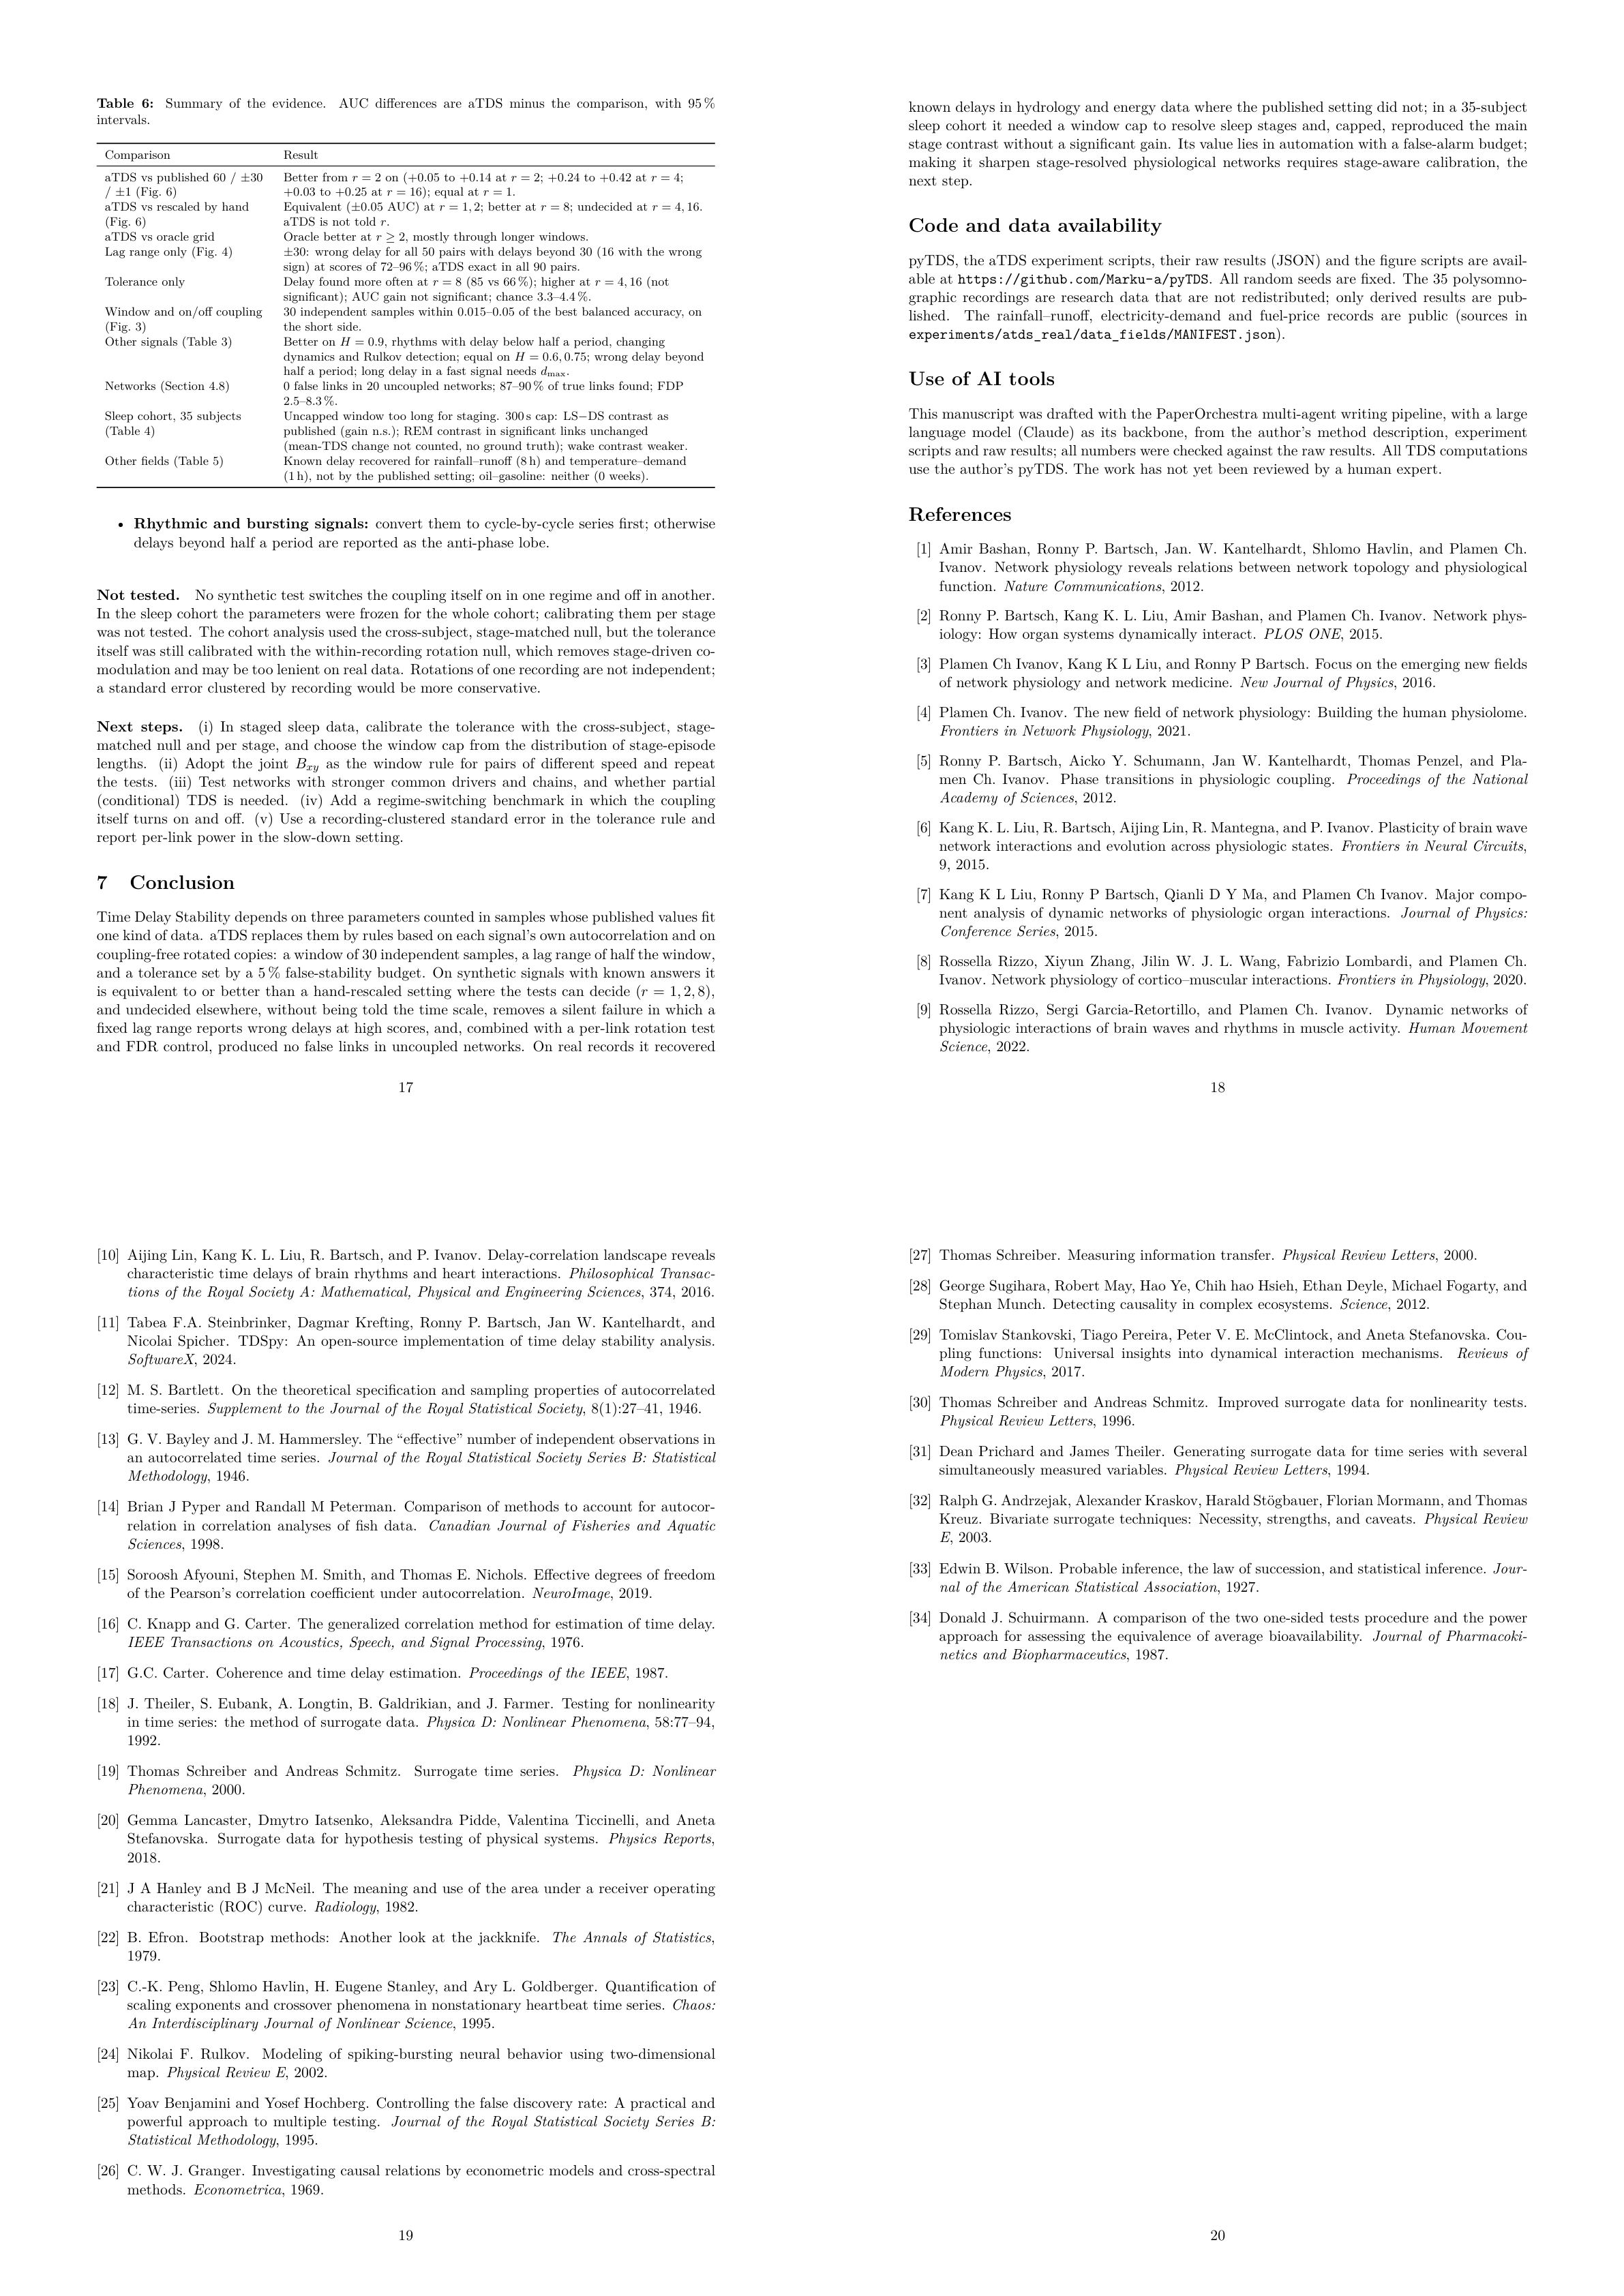 Table 6: Summary of the evidence. AUC differences are aTDS minus the comparison, with 95 %
intervals.
Comparison Result
aTDS vs published 60 / ±30 Better from r = 2 on (+0.05 to +0.14 at r = 2; +0.24 to +0.42 at r = 4;
/ ±1 (Fig. 6) +0.03 to +0.25 at r = 16); equal at r = 1.
aTDS vs rescaled by hand Equivalent (±0.05 AUC) at r = 1, 2; better at r = 8; undecided at r = 4, 16.
(Fig. 6) aTDS is not told r.
aTDS vs oracle grid Oracle better at r ≥ 2, mostly through longer windows.
Lag range only (Fig. 4) ±30: wrong delay for all 50 pairs with delays beyond 30 (16 with the wrong
sign) at scores of 72–96 %; aTDS exact in all 90 pairs.
Tolerance only Delay found more often at r = 8 (85 vs 66 %); higher at r = 4, 16 (not
significant); AUC gain not significant; chance 3.3–4.4 %.
Window and on/off coupling 30 independent samples within 0.015–0.05 of the best balanced accuracy, on
(Fig. 3) the short side.
Other signals (Table 3) Better on H = 0.9, rhythms with delay below half a period, changing
dynamics and Rulkov detection; equal on H = 0.6, 0.75; wrong delay beyond
half a period; long delay in a fast signal needs dmax.
Networks (Section 4.8) 0 false links in 20 uncoupled networks; 87–90 % of true links found; FDP
2.5–8.3 %.
Sleep cohort, 35 subjects Uncapped window too long for staging. 300 s cap: LS−DS contrast as
(Table 4) published (gain n.s.); REM contrast in significant links unchanged
(mean-TDS change not counted, no ground truth); wake contrast weaker.
Other fields (Table 5) Known delay recovered for rainfall–runoff (8 h) and temperature–demand
(1 h), not by the published setting; oil–gasoline: neither (0 weeks).
• Rhythmic and bursting signals: convert them to cycle-by-cycle series first; otherwise
delays beyond half a period are reported as the anti-phase lobe.
Not tested. No synthetic test switches the coupling itself on in one regime and off in another.
In the sleep cohort the parameters were frozen for the whole cohort; calibrating them per stage
was not tested. The cohort analysis used the cross-subject, stage-matched null, but the tolerance
itself was still calibrated with the within-recording rotation null, which removes stage-driven co-
modulation and may be too lenient on real data. Rotations of one recording are not independent;
a standard error clustered by recording would be more conservative.
Next steps. (i) In staged sleep data, calibrate the tolerance with the cross-subject, stage-
matched null and per stage, and choose the window cap from the distribution of stage-episode
lengths. (ii) Adopt the joint Bxy as the window rule for pairs of different speed and repeat
the tests. (iii) Test networks with stronger common drivers and chains, and whether partial
(conditional) TDS is needed. (iv) Add a regime-switching benchmark in which the coupling
itself turns on and off. (v) Use a recording-clustered standard error in the tolerance rule and
report per-link power in the slow-down setting.
7 Conclusion
Time Delay Stability depends on three parameters counted in samples whose published values fit
one kind of data. aTDS replaces them by rules based on each signal's own autocorrelation and on
coupling-free rotated copies: a window of 30 independent samples, a lag range of half the window,
and a tolerance set by a 5 % false-stability budget. On synthetic signals with known answers it
is equivalent to or better than a hand-rescaled setting where the tests can decide (r = 1, 2, 8),
and undecided elsewhere, without being told the time scale, removes a silent failure in which a
fixed lag range reports wrong delays at high scores, and, combined with a per-link rotation test
and FDR control, produced no false links in uncoupled networks. On real records it recovered
17
known delays in hydrology and energy data where the published setting did not; in a 35-subject
sleep cohort it needed a window cap to resolve sleep stages and, capped, reproduced the main
stage contrast without a significant gain. Its value lies in automation with a false-alarm budget;
making it sharpen stage-resolved physiological networks requires stage-aware calibration, the
next step.
Code and data availability
pyTDS, the aTDS experiment scripts, their raw results (JSON) and the figure scripts are avail-
able at https://github.com/Marku-a/pyTDS. All random seeds are fixed. The 35 polysomno-
graphic recordings are research data that are not redistributed; only derived results are pub-
lished. The rainfall–runoff, electricity-demand and fuel-price records are public (sources in
experiments/atds_real/data_fields/MANIFEST.json).
Use of AI tools
This manuscript was drafted with the PaperOrchestra multi-agent writing pipeline, with a large
language model (Claude) as its backbone, from the author's method description, experiment
scripts and raw results; all numbers were checked against the raw results. All TDS computations
use the author's pyTDS. The work has not yet been reviewed by a human expert.
References
[1] Amir Bashan, Ronny P. Bartsch, Jan. W. Kantelhardt, Shlomo Havlin, and Plamen Ch.
Ivanov. Network physiology reveals relations between network topology and physiological
function. Nature Communications, 2012.
[2] Ronny P. Bartsch, Kang K. L. Liu, Amir Bashan, and Plamen Ch. Ivanov. Network phys-
iology: How organ systems dynamically interact. PLOS ONE, 2015.
[3] Plamen Ch Ivanov, Kang K L Liu, and Ronny P Bartsch. Focus on the emerging new fields
of network physiology and network medicine. New Journal of Physics, 2016.
[4] Plamen Ch. Ivanov. The new field of network physiology: Building the human physiolome.
Frontiers in Network Physiology, 2021.
[5] Ronny P. Bartsch, Aicko Y. Schumann, Jan W. Kantelhardt, Thomas Penzel, and Pla-
men Ch. Ivanov. Phase transitions in physiologic coupling. Proceedings of the National
Academy of Sciences, 2012.
[6] Kang K. L. Liu, R. Bartsch, Aijing Lin, R. Mantegna, and P. Ivanov. Plasticity of brain wave
network interactions and evolution across physiologic states. Frontiers in Neural Circuits,
9, 2015.
[7] Kang K L Liu, Ronny P Bartsch, Qianli D Y Ma, and Plamen Ch Ivanov. Major compo-
nent analysis of dynamic networks of physiologic organ interactions. Journal of Physics:
Conference Series, 2015.
[8] Rossella Rizzo, Xiyun Zhang, Jilin W. J. L. Wang, Fabrizio Lombardi, and Plamen Ch.
Ivanov. Network physiology of cortico–muscular interactions. Frontiers in Physiology, 2020.
[9] Rossella Rizzo, Sergi Garcia-Retortillo, and Plamen Ch. Ivanov. Dynamic networks of
physiologic interactions of brain waves and rhythms in muscle activity. Human Movement
Science, 2022.
18
[10] Aijing Lin, Kang K. L. Liu, R. Bartsch, and P. Ivanov. Delay-correlation landscape reveals
characteristic time delays of brain rhythms and heart interactions. Philosophical Transac-
tions of the Royal Society A: Mathematical, Physical and Engineering Sciences, 374, 2016.
[11] Tabea F.A. Steinbrinker, Dagmar Krefting, Ronny P. Bartsch, Jan W. Kantelhardt, and
Nicolai Spicher. TDSpy: An open-source implementation of time delay stability analysis.
SoftwareX, 2024.
[12] M. S. Bartlett. On the theoretical specification and sampling properties of autocorrelated
time-series. Supplement to the Journal of the Royal Statistical Society, 8(1):27–41, 1946.
[13] G. V. Bayley and J. M. Hammersley. The “effective” number of independent observations in
an autocorrelated time series. Journal of the Royal Statistical Society Series B: Statistical
Methodology, 1946.
[14] Brian J Pyper and Randall M Peterman. Comparison of methods to account for autocor-
relation in correlation analyses of fish data. Canadian Journal of Fisheries and Aquatic
Sciences, 1998.
[15] Soroosh Afyouni, Stephen M. Smith, and Thomas E. Nichols. Effective degrees of freedom
of the Pearson's correlation coefficient under autocorrelation. NeuroImage, 2019.
[16] C. Knapp and G. Carter. The generalized correlation method for estimation of time delay.
IEEE Transactions on Acoustics, Speech, and Signal Processing, 1976.
[17] G.C. Carter. Coherence and time delay estimation. Proceedings of the IEEE, 1987.
[18] J. Theiler, S. Eubank, A. Longtin, B. Galdrikian, and J. Farmer. Testing for nonlinearity
in time series: the method of surrogate data. Physica D: Nonlinear Phenomena, 58:77–94,
1992.
[19] Thomas Schreiber and Andreas Schmitz. Surrogate time series. Physica D: Nonlinear
Phenomena, 2000.
[20] Gemma Lancaster, Dmytro Iatsenko, Aleksandra Pidde, Valentina Ticcinelli, and Aneta
Stefanovska. Surrogate data for hypothesis testing of physical systems. Physics Reports,
2018.
[21] J A Hanley and B J McNeil. The meaning and use of the area under a receiver operating
characteristic (ROC) curve. Radiology, 1982.
[22] B. Efron. Bootstrap methods: Another look at the jackknife. The Annals of Statistics,
1979.
[23] C.-K. Peng, Shlomo Havlin, H. Eugene Stanley, and Ary L. Goldberger. Quantification of
scaling exponents and crossover phenomena in nonstationary heartbeat time series. Chaos:
An Interdisciplinary Journal of Nonlinear Science, 1995.
[24] Nikolai F. Rulkov. Modeling of spiking-bursting neural behavior using two-dimensional
map. Physical Review E, 2002.
[25] Yoav Benjamini and Yosef Hochberg. Controlling the false discovery rate: A practical and
powerful approach to multiple testing. Journal of the Royal Statistical Society Series B:
Statistical Methodology, 1995.
[26] C. W. J. Granger. Investigating causal relations by econometric models and cross-spectral
methods. Econometrica, 1969.
19
[27] Thomas Schreiber. Measuring information transfer. Physical Review Letters, 2000.
[28] George Sugihara, Robert May, Hao Ye, Chih hao Hsieh, Ethan Deyle, Michael Fogarty, and
Stephan Munch. Detecting causality in complex ecosystems. Science, 2012.
[29] Tomislav Stankovski, Tiago Pereira, Peter V. E. McClintock, and Aneta Stefanovska. Cou-
pling functions: Universal insights into dynamical interaction mechanisms. Reviews of
Modern Physics, 2017.
[30] Thomas Schreiber and Andreas Schmitz. Improved surrogate data for nonlinearity tests.
Physical Review Letters, 1996.
[31] Dean Prichard and James Theiler. Generating surrogate data for time series with several
simultaneously measured variables. Physical Review Letters, 1994.
[32] Ralph G. Andrzejak, Alexander Kraskov, Harald Stögbauer, Florian Mormann, and Thomas
Kreuz. Bivariate surrogate techniques: Necessity, strengths, and caveats. Physical Review
E, 2003.
[33] Edwin B. Wilson. Probable inference, the law of succession, and statistical inference. Jour-
nal of the American Statistical Association, 1927.
[34] Donald J. Schuirmann. A comparison of the two one-sided tests procedure and the power
approach for assessing the equivalence of average bioavailability. Journal of Pharmacoki-
netics and Biopharmaceutics, 1987.
20